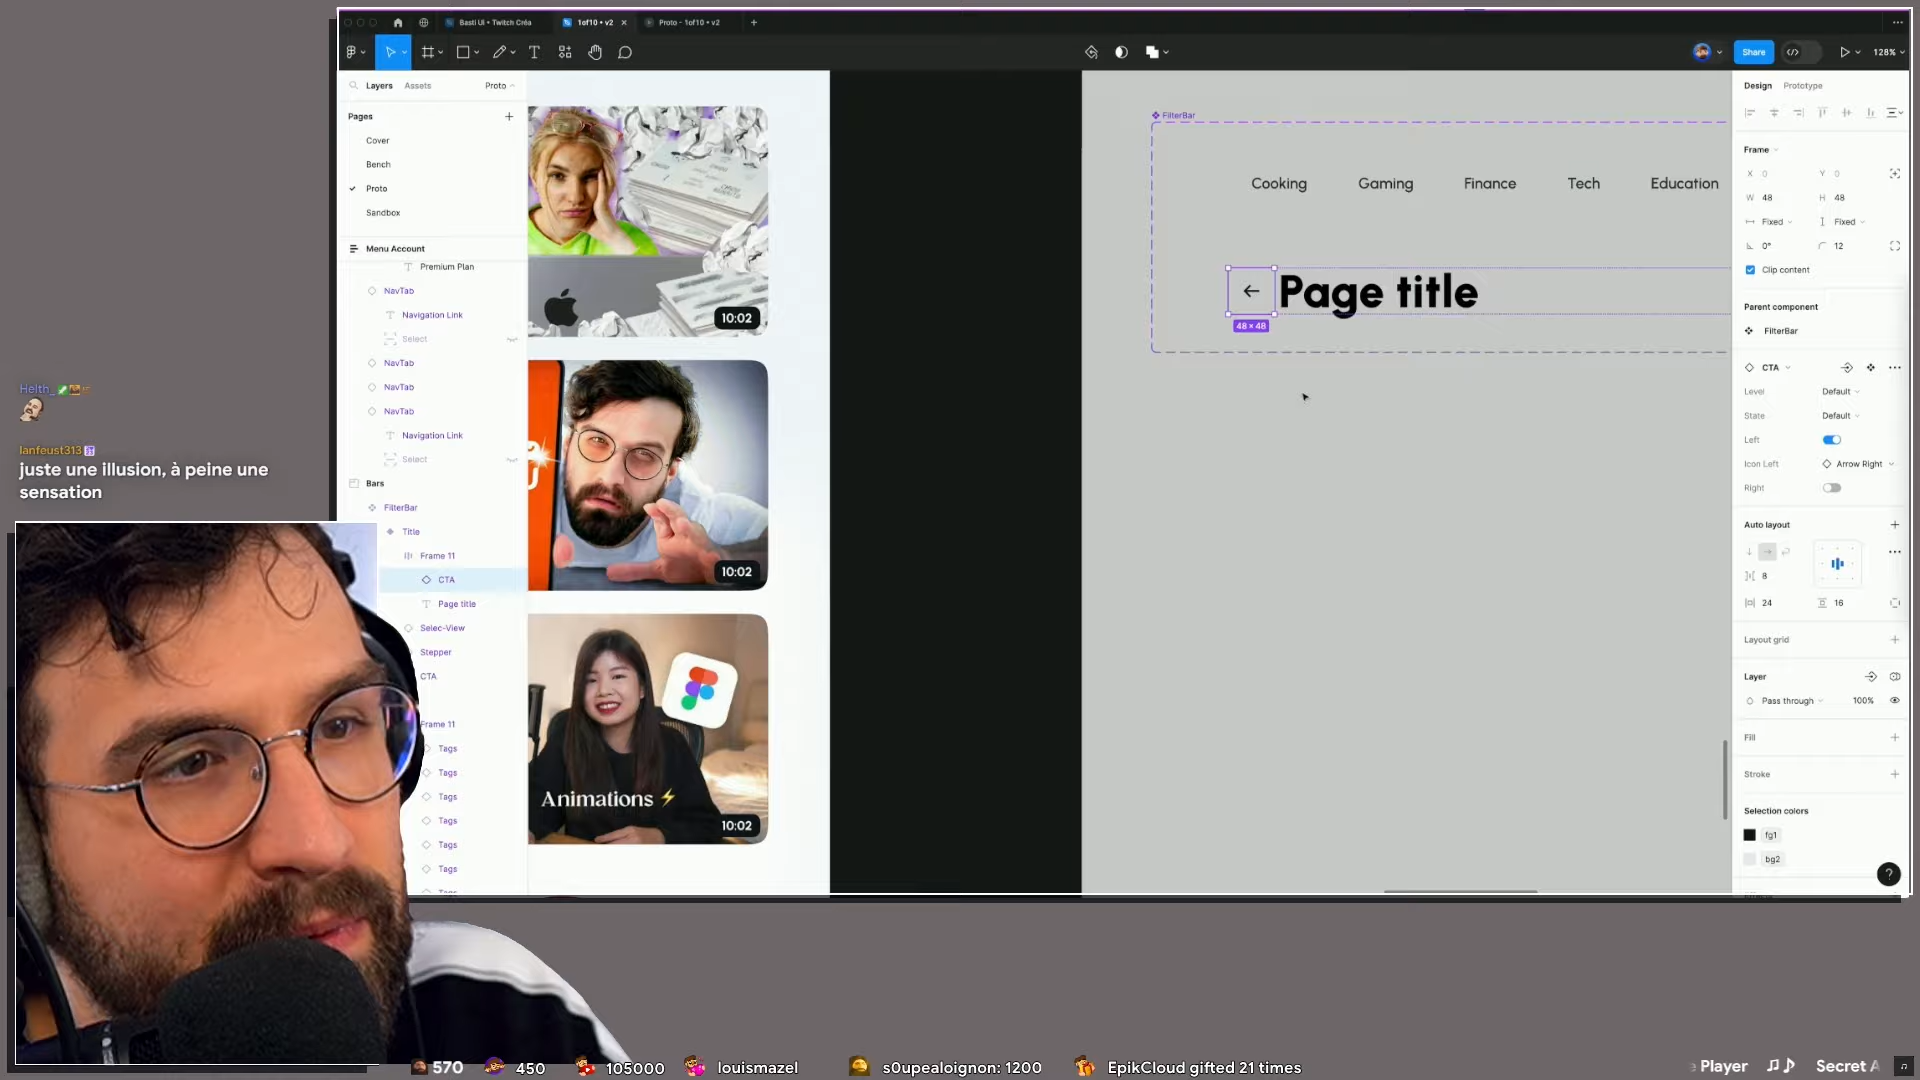 Basti UI • Twitch Créa
1of10 • v2
Proto - 1of10 • v2
Share
128%
Layers
Assets
Proto
Pages
Cover
Bench
Proto
Sandbox
Menu Account
Premium Plan
NavTab
Navigation Link
Select
NavTab
NavTab
NavTab
Navigation Link
Select
Bars
FilterBar
Title
Frame 11
CTA
Page title
Selec-View
Stepper
CTA
Frame 11
Tags
Tags
Tags
Tags
Tags
Tags
10:02
10:02
Animations
10:02
FilterBar
Cooking
Gaming
Finance
Tech
Education
Page title
48 × 48
Design
Prototype
Frame
X 0
Y 0
W 48
H 48
Fixed
Fixed
0°
12
Clip content
Parent component
FilterBar
CTA
Level
Default
State
Default
Left
Icon Left
Arrow Right
Right
Auto layout
8
24
16
Layout grid
Layer
Pass through
100%
Fill
Stroke
Selection colors
fg1
bg2
?
Helth_
lanfeust313
juste une illusion, à peine une
sensation
570
450
105000
louismazel
s0upealoignon: 1200
EpikCloud gifted 21 times
Player
Secret A